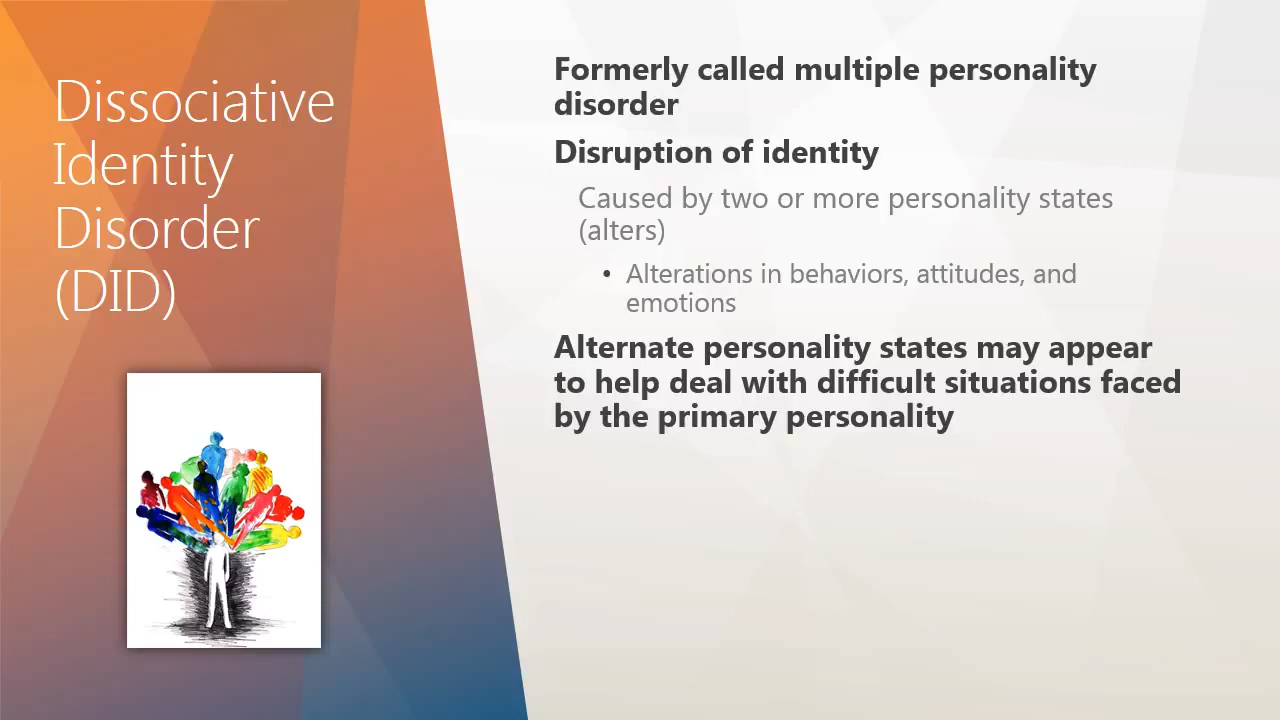 Dissociative
Identity
Disorder
(DID)
Formerly called multiple personality
disorder
Disruption of identity
Caused by two or more personality states
(alters)
• Alterations in behaviors, attitudes, and
emotions
Alternate personality states may appear
to help deal with difficult situations faced
by the primary personality